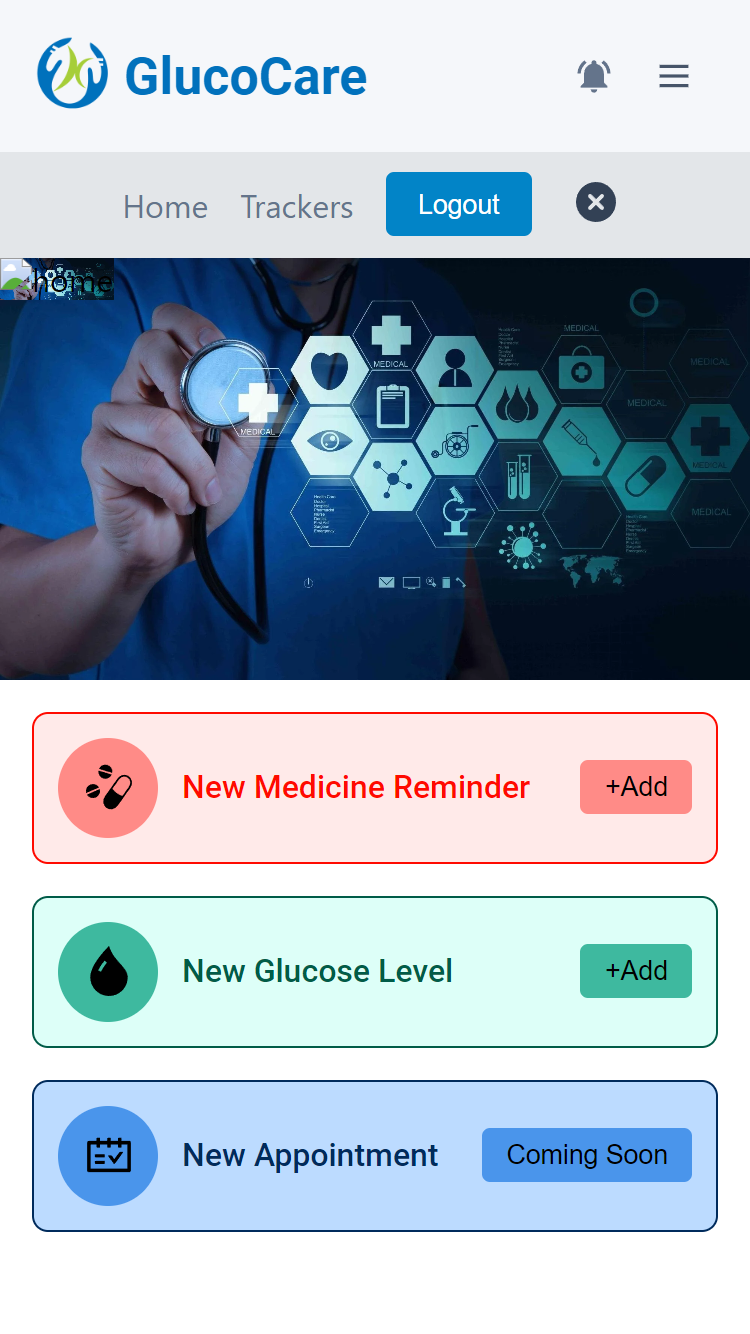 GlucoCare
Home Trackers Logout
home
MEDICAL
MEDICAL
MEDICAL
MEDICAL
MEDICAL
MEDICAL
MEDICAL
New Medicine Reminder +Add
New Glucose Level +Add
New Appointment Coming Soon